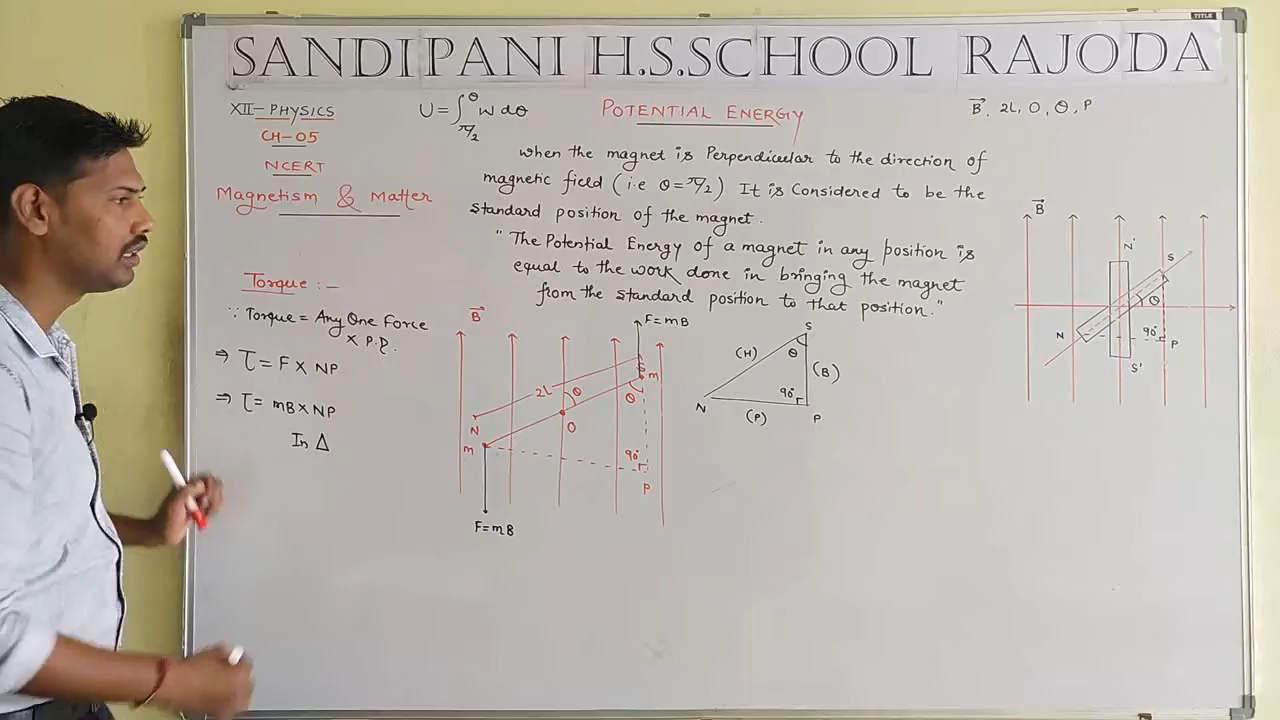 TITLE
SANDIPANI H.S.SCHOOL RAJODA
XII-PHYSICS
CH-05
NCERT
Magnetism & Matter
U = ∫π/2^θ W dθ
POTENTIAL ENERGY
B⃗, 2L, O, θ, P
when the magnet is Perpendicular to the direction of
magnetic field (i.e θ=π/2) It is Considered to be the
standard position of the magnet.
"The Potential Energy of a magnet in any position is
equal to the work done in bringing the magnet
from the standard position to that position."
Torque :-
∵ Torque = Any One Force
× P.D.
⇒ τ = F × NP
⇒ τ = mB × NP
In Δ
B⃗
F=mB
S
m
2L
θ
θ
N
O
m
90°
P
F=mB
S
(H)
θ
(B)
90°
N
(P)
P
B⃗
N'
S
θ
N
90°
P
S'